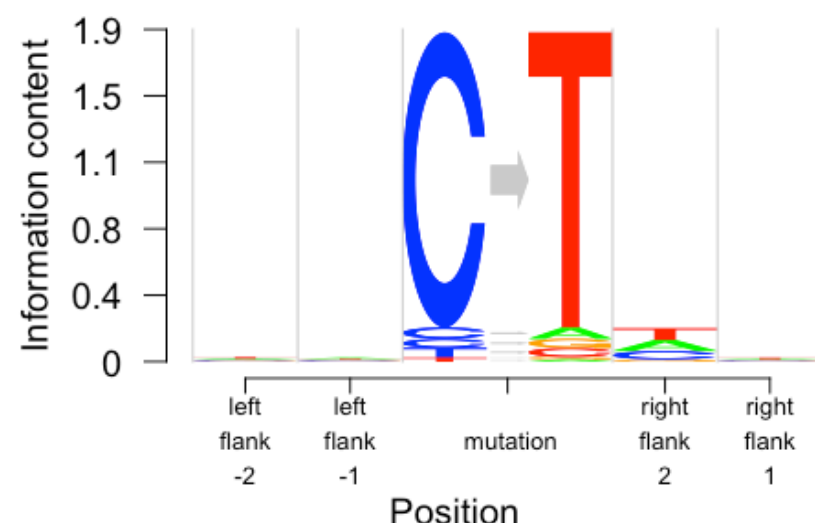 Information content
1.9
1.5
1.1
0.8
0.4
0
C T
C A
C G
T C
T
A
C
left flank -2
left flank -1
mutation
right flank 2
right flank 1
Position